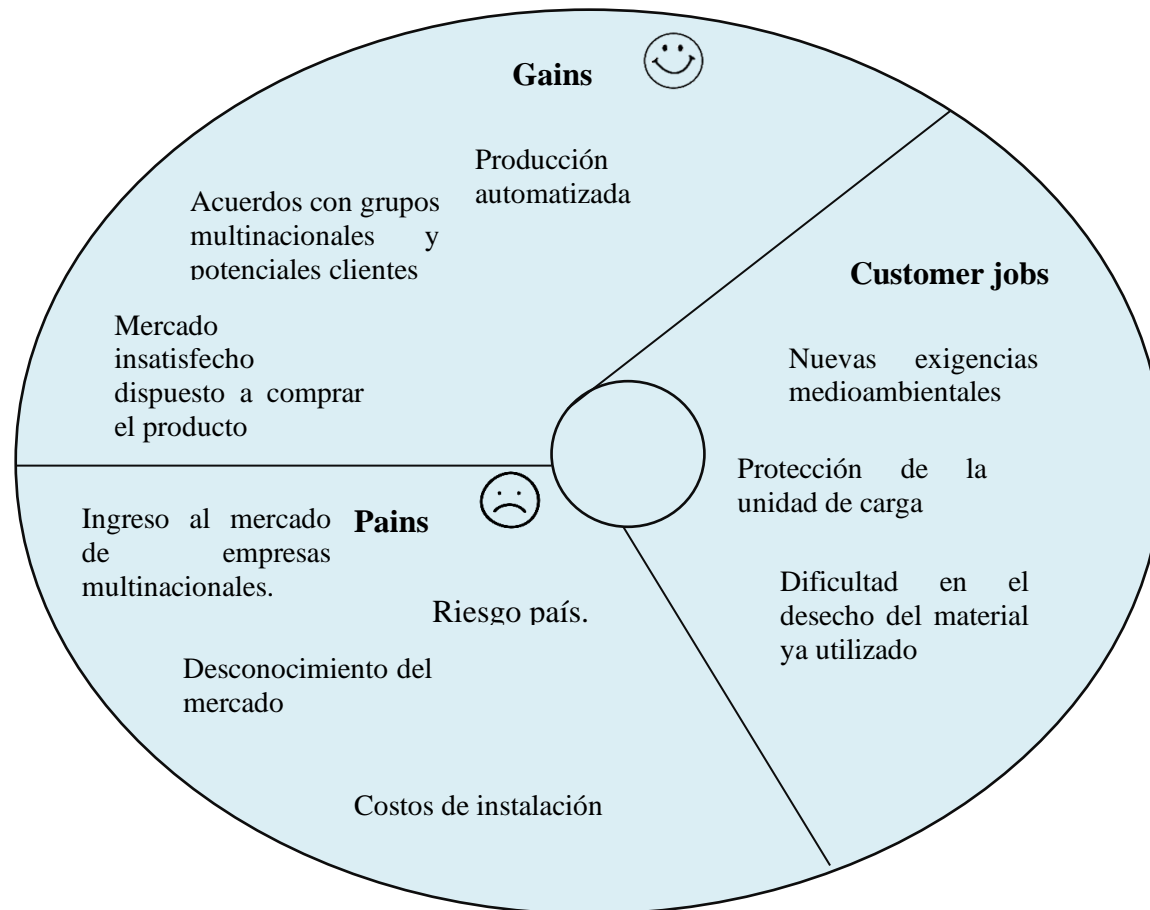 Gains
Producción
automatizada
Acuerdos con grupos
multinacionales y
potenciales clientes
Mercado
insatisfecho
dispuesto a comprar
el producto
Customer jobs
Nuevas exigencias
medioambientales
Protección de la
unidad de carga
Dificultad en el
desecho del material
ya utilizado
Pains
Ingreso al mercado
de empresas
multinacionales.
Riesgo país.
Desconocimiento del
mercado
Costos de instalación